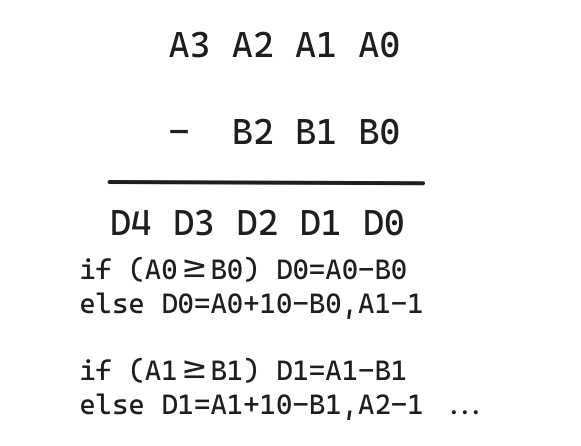 A3 A2 A1 A0
- B2 B1 B0
D4 D3 D2 D1 D0
if (A0≥B0) D0=A0-B0
else D0=A0+10-B0,A1-1
if (A1≥B1) D1=A1-B1
else D1=A1+10-B1,A2-1 ...